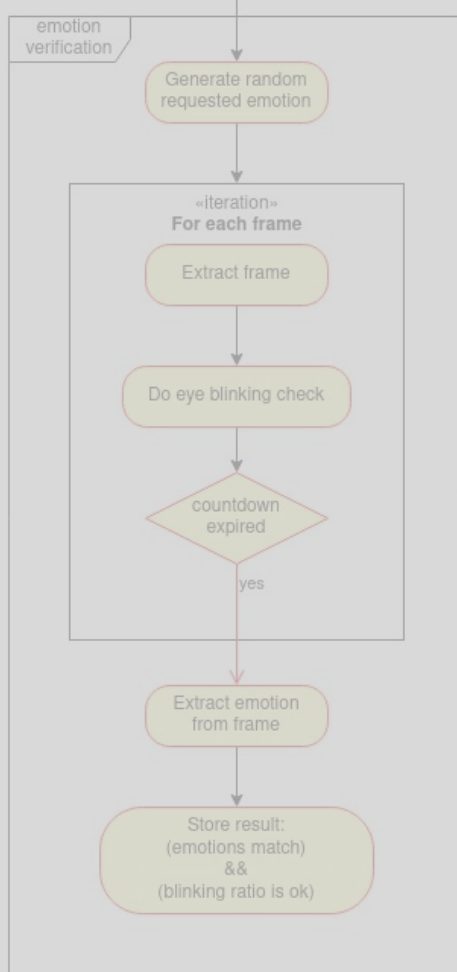 emotion
verification
Generate random
requested emotion
«iteration»
For each frame
Extract frame
Do eye blinking check
countdown
expired
yes
Extract emotion
from frame
Store result:
(emotions match)
&&
(blinking ratio is ok)